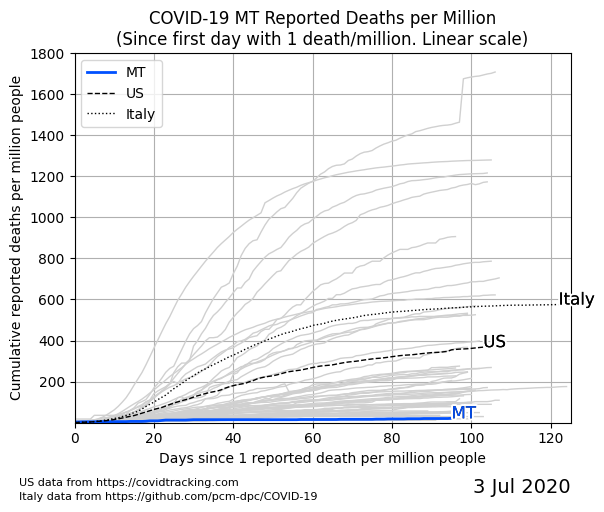 COVID-19 MT Reported Deaths per Million
(Since first day with 1 death/million. Linear scale)
Cumulative reported deaths per million people
1800
1600
1400
1200
1000
800
600
400
200
MT
US
Italy
Italy
US
MT
0
20
40
60
80
100
120
Days since 1 reported death per million people
US data from https://covidtracking.com
Italy data from https://github.com/pcm-dpc/COVID-19
3 Jul 2020